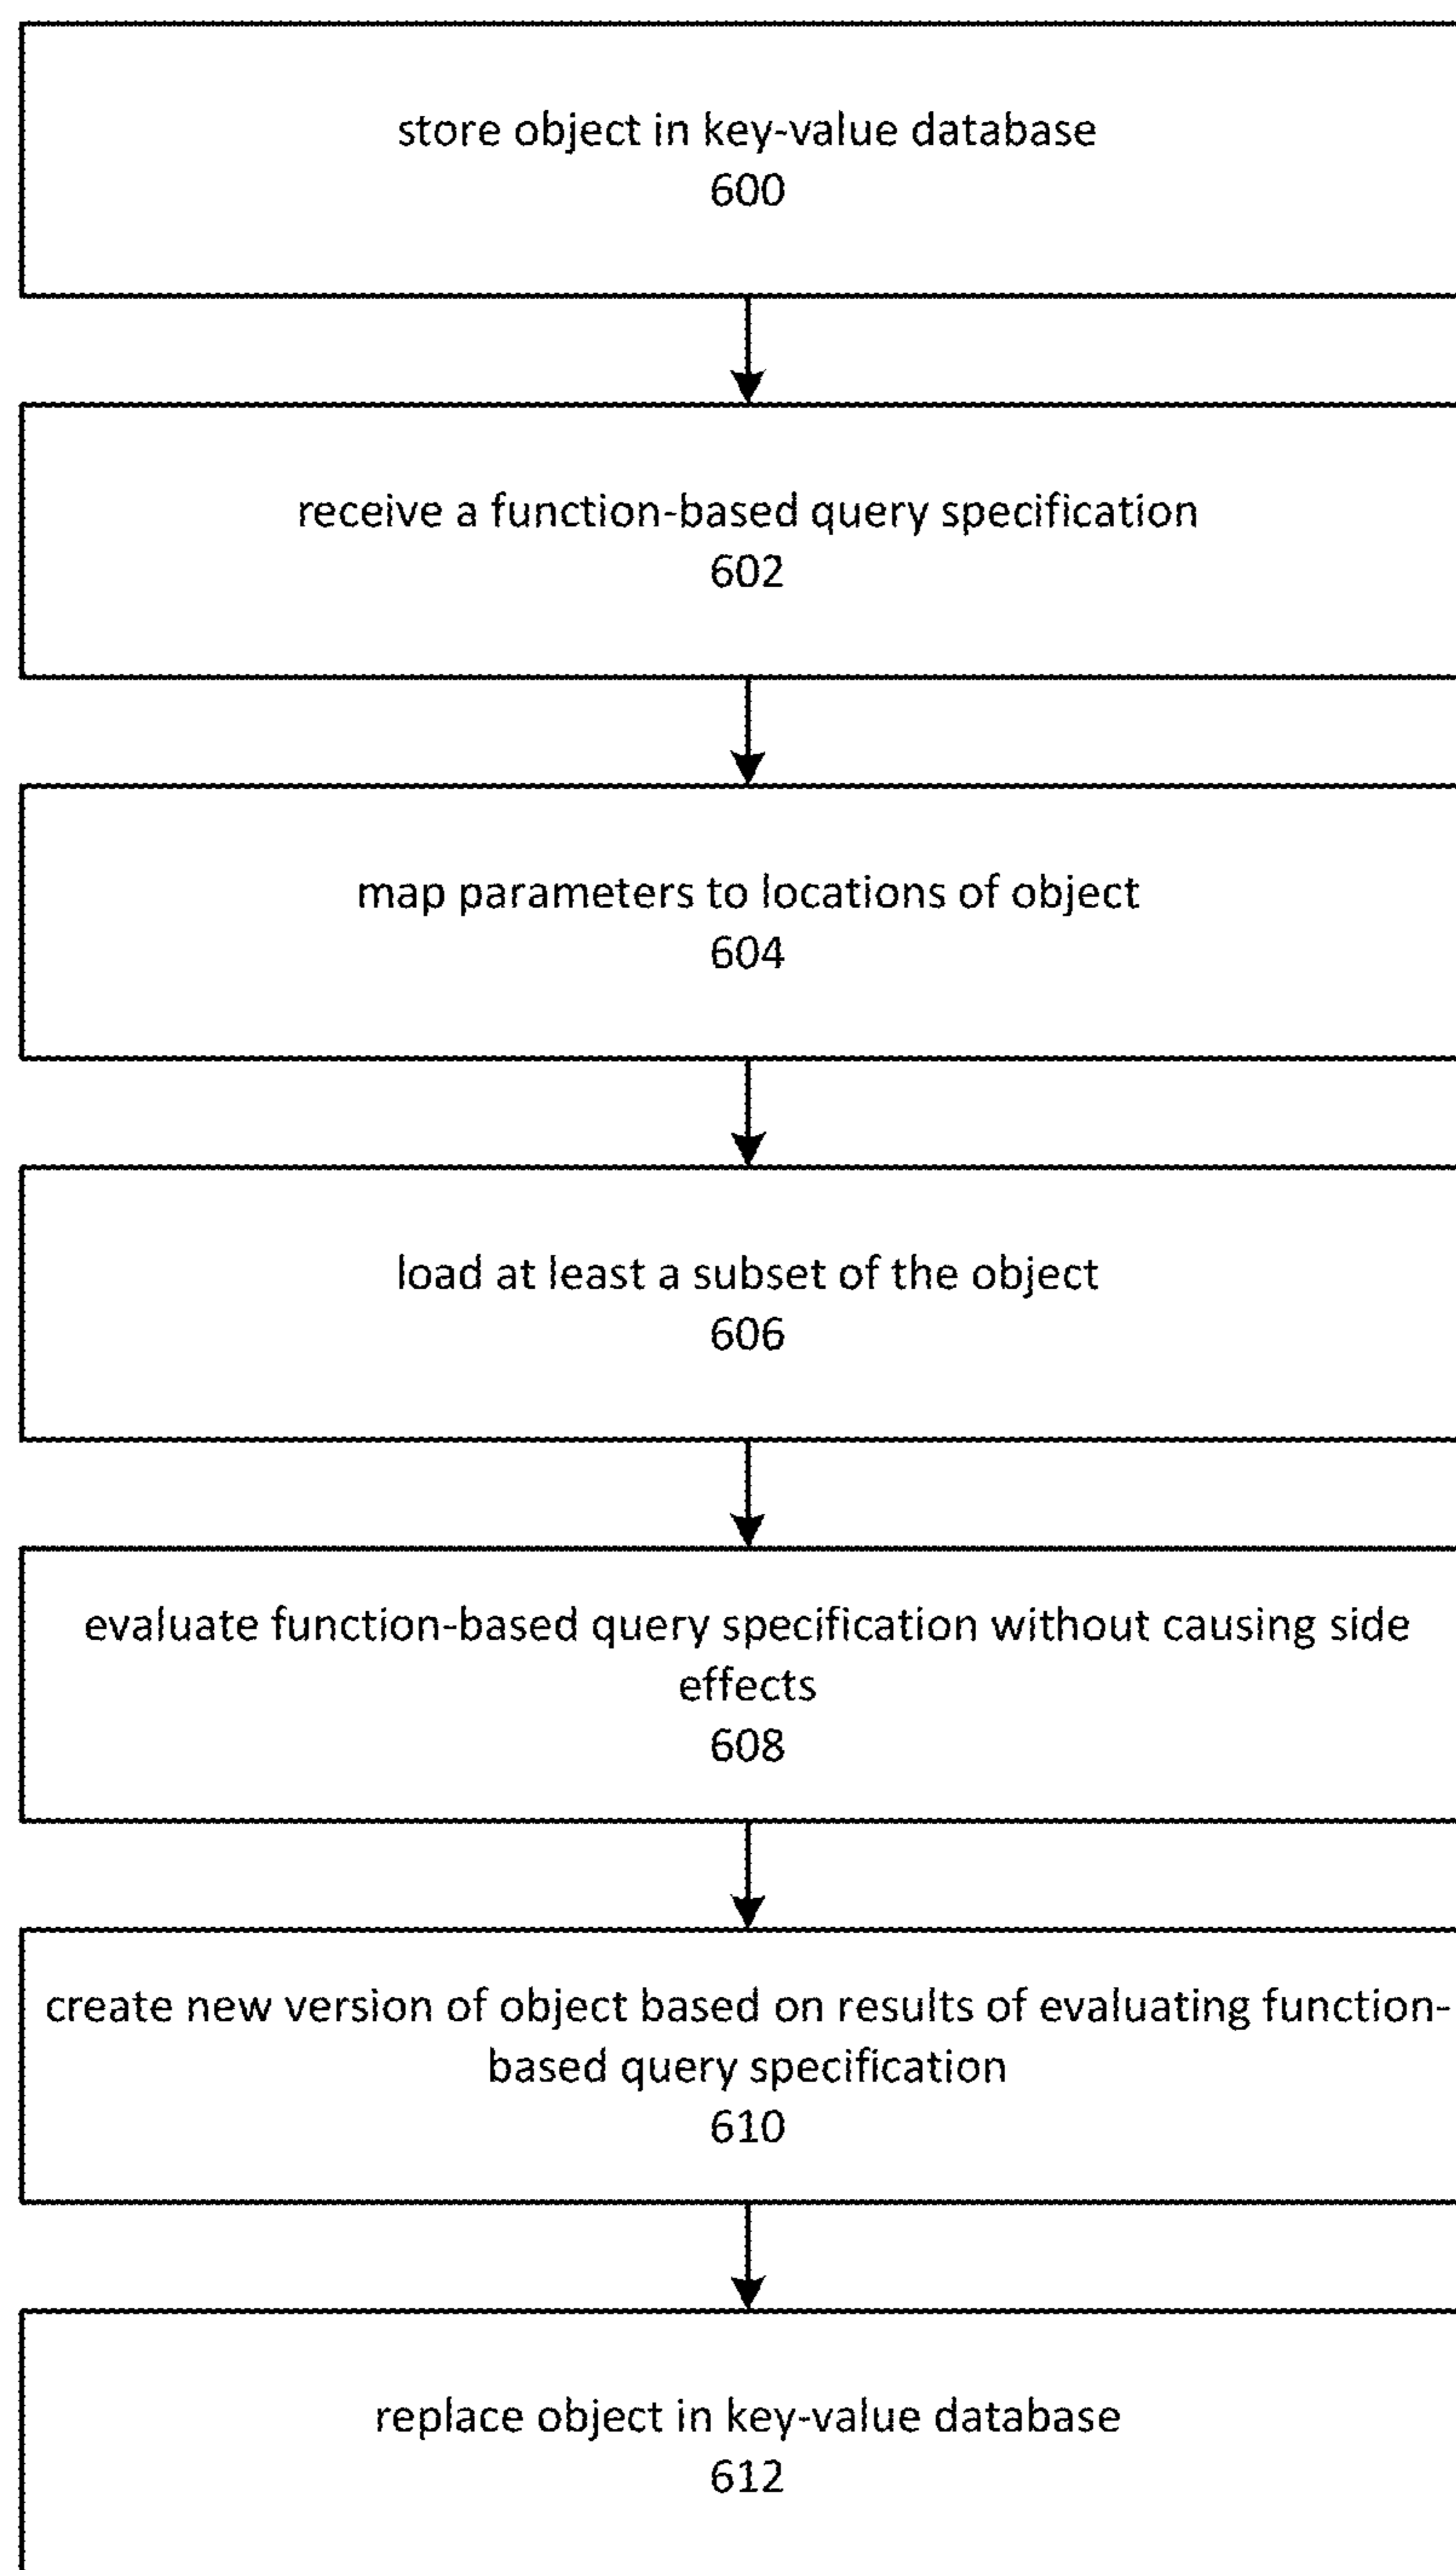 store object in key-value database
600
receive a function-based query specification
602
map parameters to locations of object
604
load at least a subset of the object
606
evaluate function-based query specification without causing side
effects
608
create new version of object based on results of evaluating function-
based query specification
610
replace object in key-value database
612